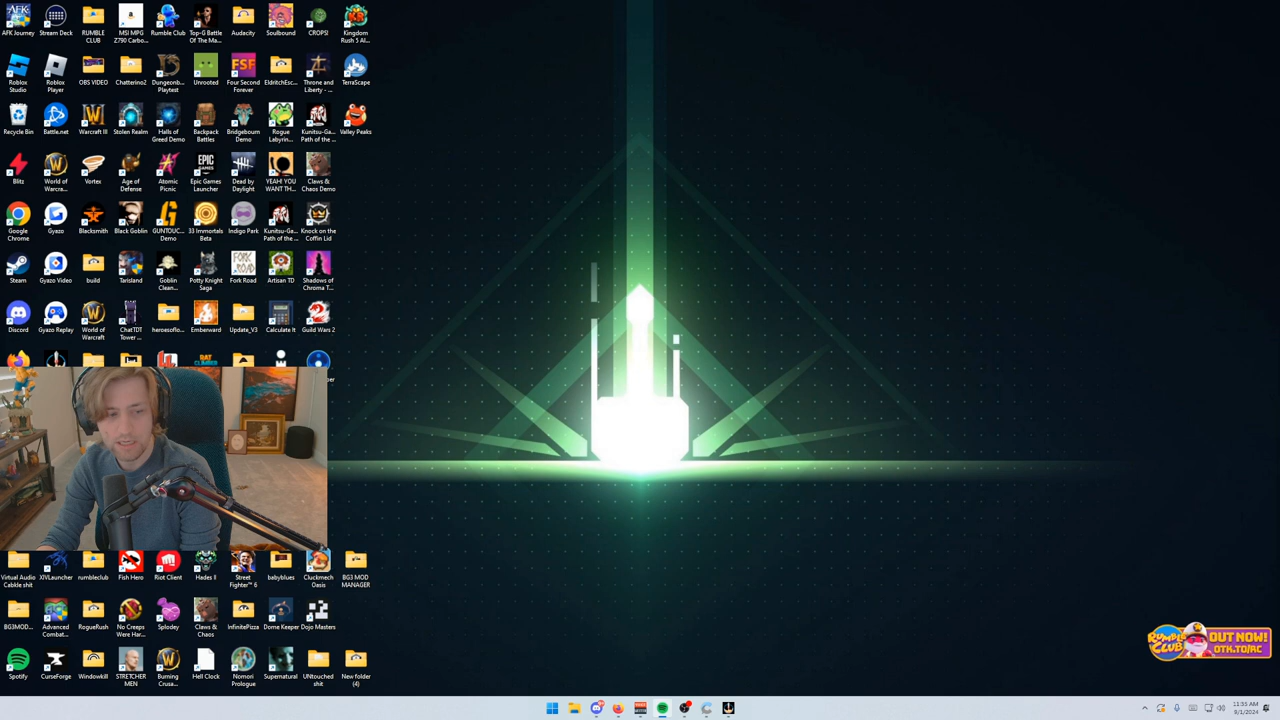 AFK Journey
Stream Deck
RUMBLE CLUB
MSI MPG Z790 Carbo...
Rumble Club
Top-G Battle Of The Ma...
Audacity
Soulbound
CROPS!
Kingdom Rush 5 Al...
Roblox Studio
Roblox Player
OBS VIDEO
Chatterino2
Dungeonb... Playtest
Unrooted
Four Second Forever
EldritchEsc...
Throne and Liberty - ...
TerraScape
Recycle Bin
Battle.net
Warcraft III
Stolen Realm
Halls of Greed Demo
Backpack Battles
Bridgebourn Demo
Rogue Labyrin...
Kunitsu-Ga... Path of the ...
Valley Peaks
Blitz
World of Warcra...
Vortex
Age of Defense
Atomic Picnic
Epic Games Launcher
Dead by Daylight
YEAH! YOU WANT TH...
Claws & Chaos Demo
Google Chrome
Gyazo
Blacksmith
Black Goblin
GUNTOUC... Demo
33 Immortals Beta
Indigo Park
Kunitsu-Ga... Path of the ...
Knock on the Coffin Lid
Steam
Gyazo Video
build
Tarisland
Goblin Clean...
Potty Knight Saga
Fork Road
Artisan TD
Shadows of Chroma T...
Discord
Gyazo Replay
World of Warcraft
ChatTDT Tower ...
heroesoflo...
Emberward
Update_V3
Calculate It
Guild Wars 2
Virtual Audio Cabkle shit
XIVLauncher
rumbleclub
Fish Hero
Riot Client
Hades II
Street Fighter™ 6
babyblues
Cluckmech Oasis
BG3 MOD MANAGER
BG3MOD...
Advanced Combat...
RogueRush
No Creeps Were Har...
Splodey
Claws & Chaos
InfinitePizza
Dome Keeper
Dojo Masters
Spotify
CurseForge
Windowkill
STRETCHER MEN
Burning Crusa...
Hell Clock
Nomori Prologue
Supernatural
UNtouched shit
New folder (4)
RUMBLE CLUB
OUT NOW!
OTK.TO/RC
11:35 AM
9/1/2024